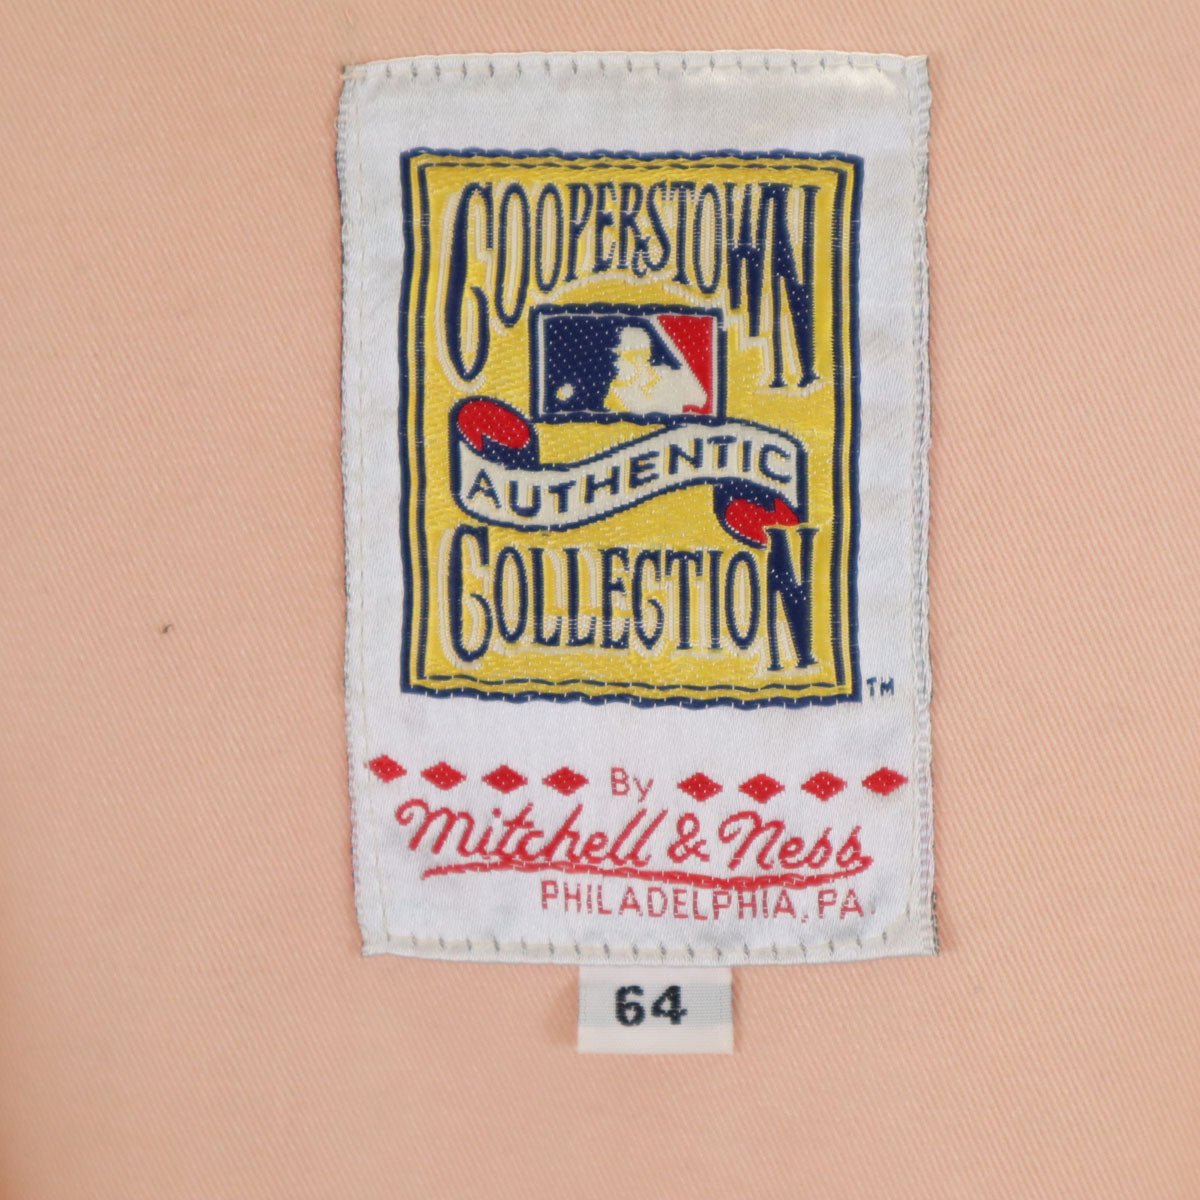 COOPERSTOWN
AUTHENTIC
COLLECTION
TM
By
Mitchell & Ness
PHILADELPHIA, PA.
64